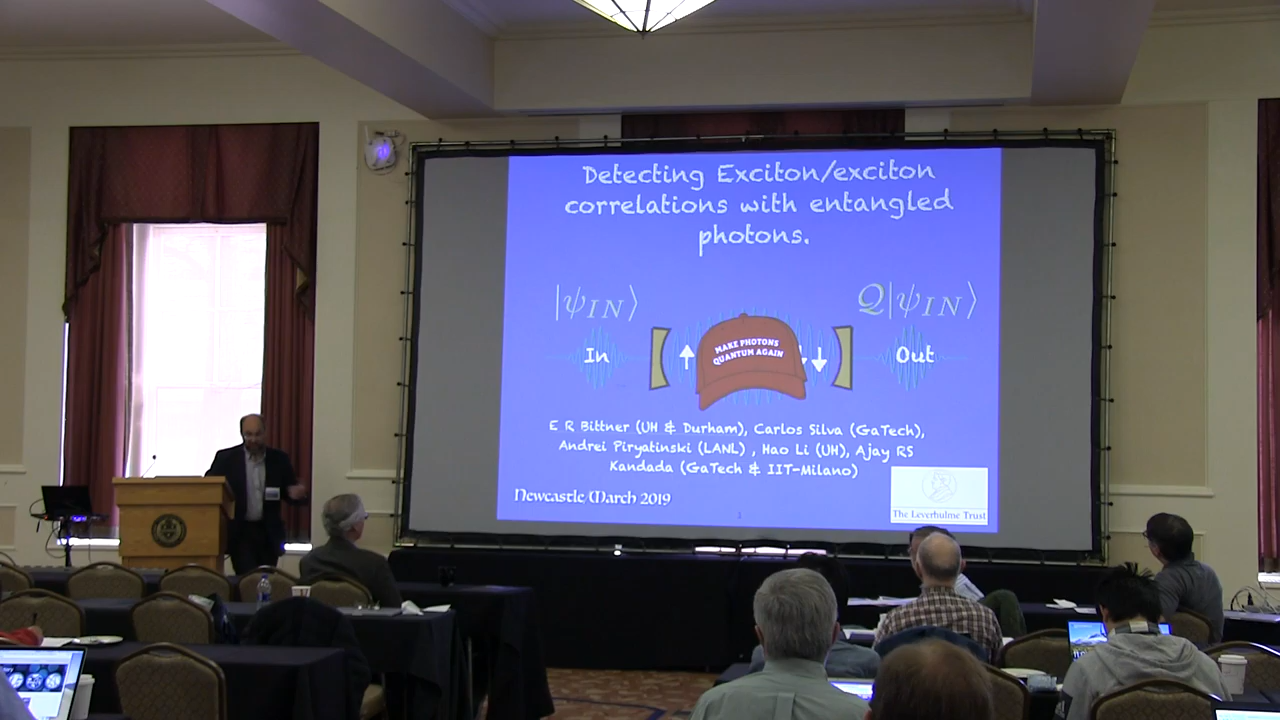 Detecting Exciton/exciton
correlations with entangled
photons.
|ψIN⟩
Q|ψIN⟩
In
MAKE PHOTONS
QUANTUM AGAIN
Out
E R Bittner (UH & Durham), Carlos Silva (GaTech),
Andrei Piryatinski (LANL) , Hao Li (UH), Ajay RS
Kandada (GaTech & IIT-Milano)
Newcastle/March 2019
The Leverhulme Trust